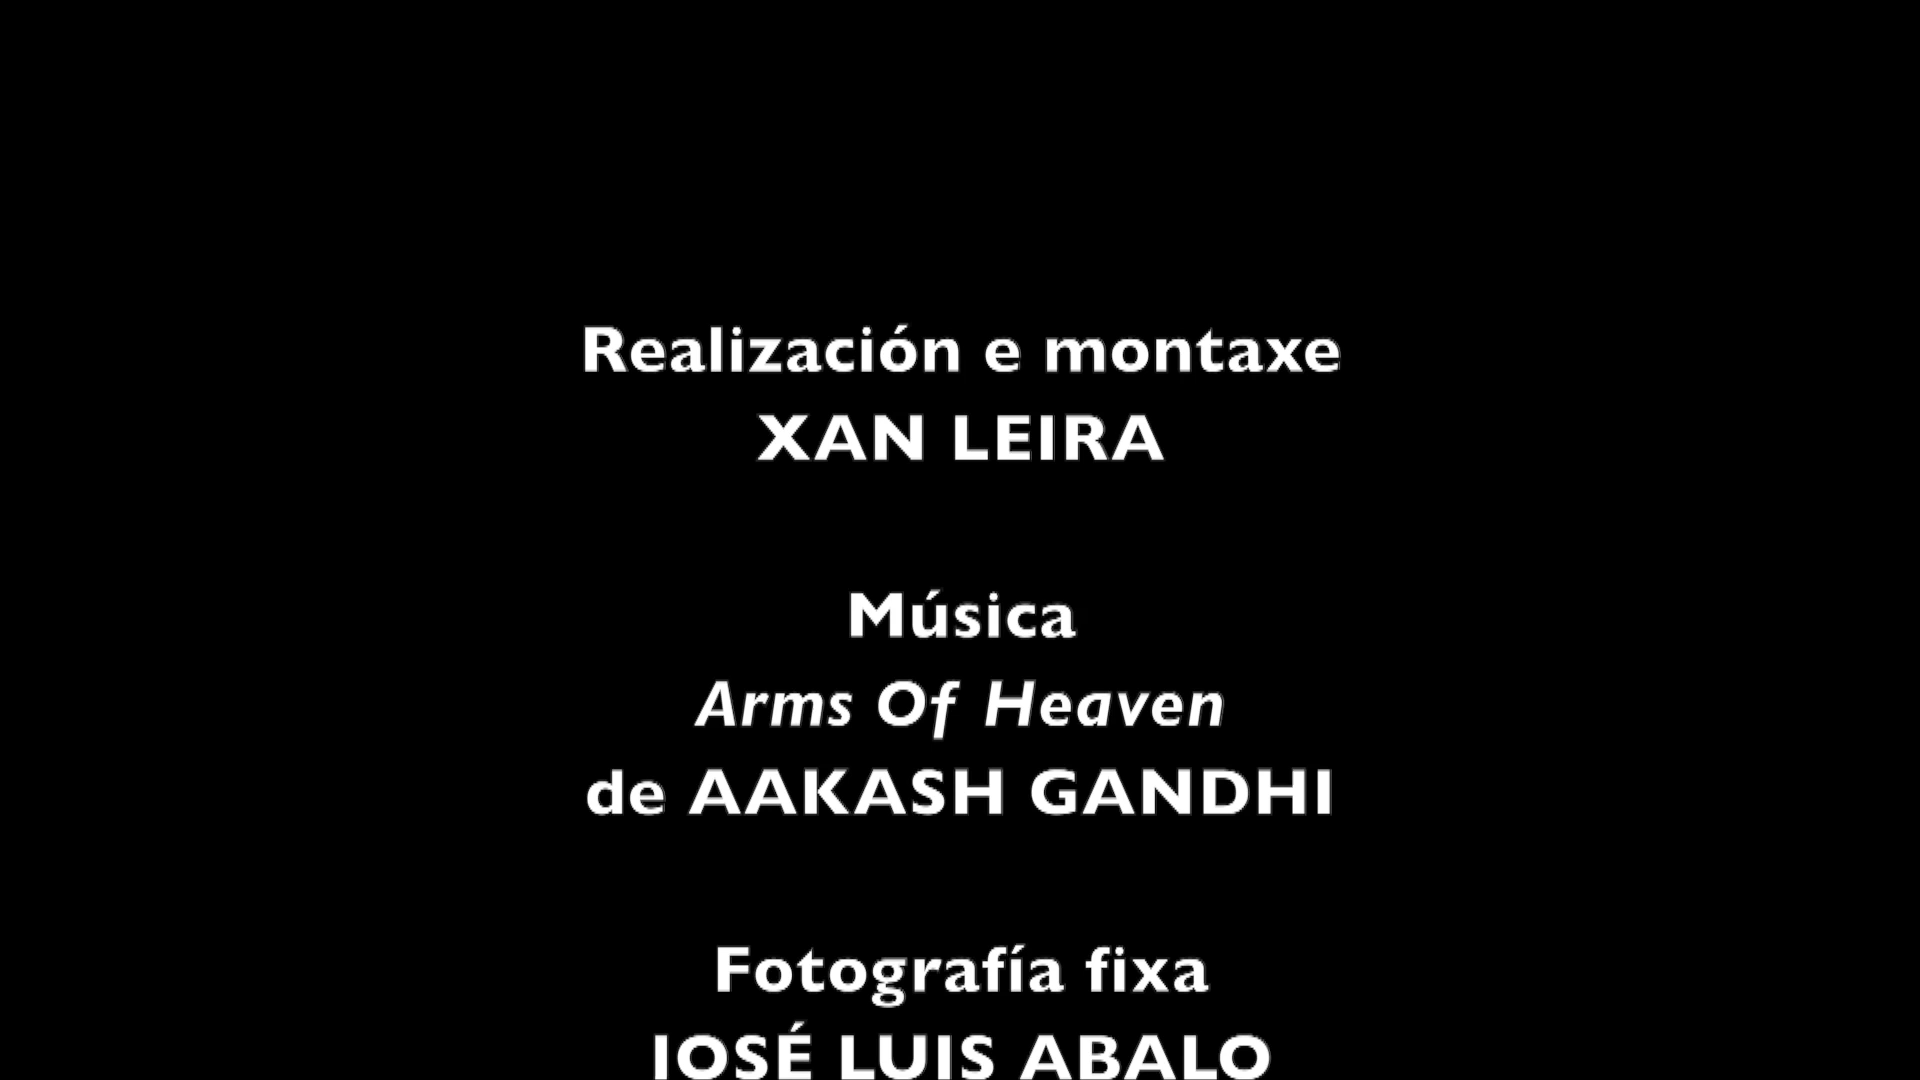 Realización e montaxe
XAN LEIRA
Música
Arms Of Heaven
de AAKASH GANDHI
Fotografía fixa
JOSÉ LUIS ABALO